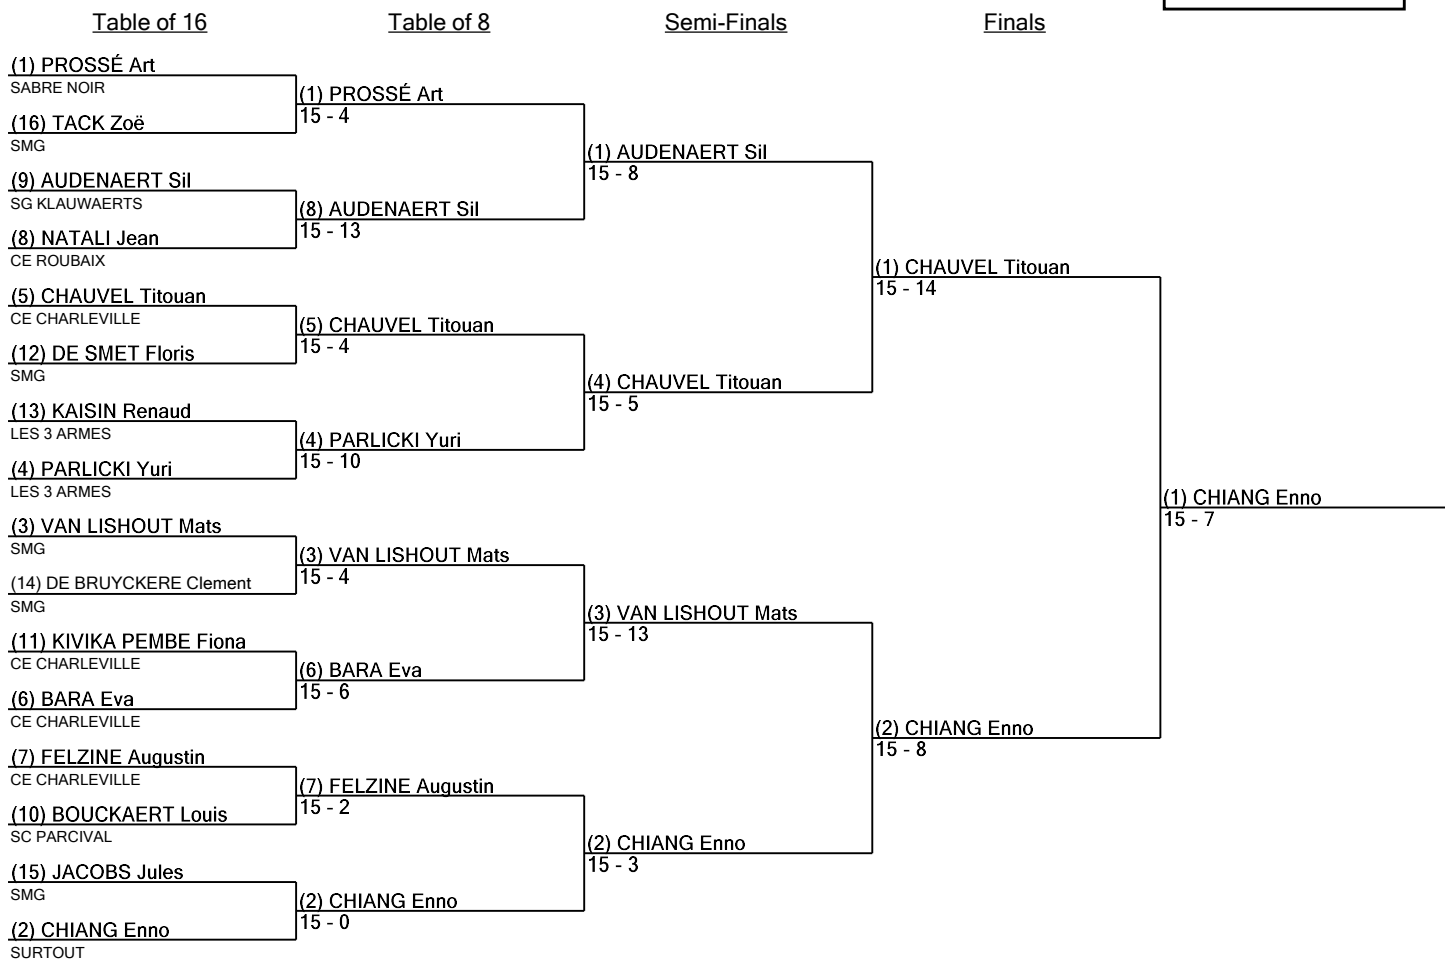 Table of 16
Table of 8
Semi-Finals
Finals
(1) PROSSÉ Art
SABRE NOIR
(16) TACK Zoë
SMG
(9) AUDENAERT Sil
SG KLAUWAERTS
(8) NATALI Jean
CE ROUBAIX
(5) CHAUVEL Titouan
CE CHARLEVILLE
(12) DE SMET Floris
SMG
(13) KAISIN Renaud
LES 3 ARMES
(4) PARLICKI Yuri
LES 3 ARMES
(3) VAN LISHOUT Mats
SMG
(14) DE BRUYCKERE Clement
SMG
(11) KIVIKA PEMBE Fiona
CE CHARLEVILLE
(6) BARA Eva
CE CHARLEVILLE
(7) FELZINE Augustin
CE CHARLEVILLE
(10) BOUCKAERT Louis
SC PARCIVAL
(15) JACOBS Jules
SMG
(2) CHIANG Enno
SURTOUT
(1) PROSSÉ Art
15 - 4
(8) AUDENAERT Sil
15 - 13
(5) CHAUVEL Titouan
15 - 4
(4) PARLICKI Yuri
15 - 10
(3) VAN LISHOUT Mats
15 - 4
(6) BARA Eva
15 - 6
(7) FELZINE Augustin
15 - 2
(2) CHIANG Enno
15 - 0
(1) AUDENAERT Sil
15 - 8
(4) CHAUVEL Titouan
15 - 5
(3) VAN LISHOUT Mats
15 - 13
(2) CHIANG Enno
15 - 3
(1) CHAUVEL Titouan
15 - 14
(2) CHIANG Enno
15 - 8
(1) CHIANG Enno
15 - 7